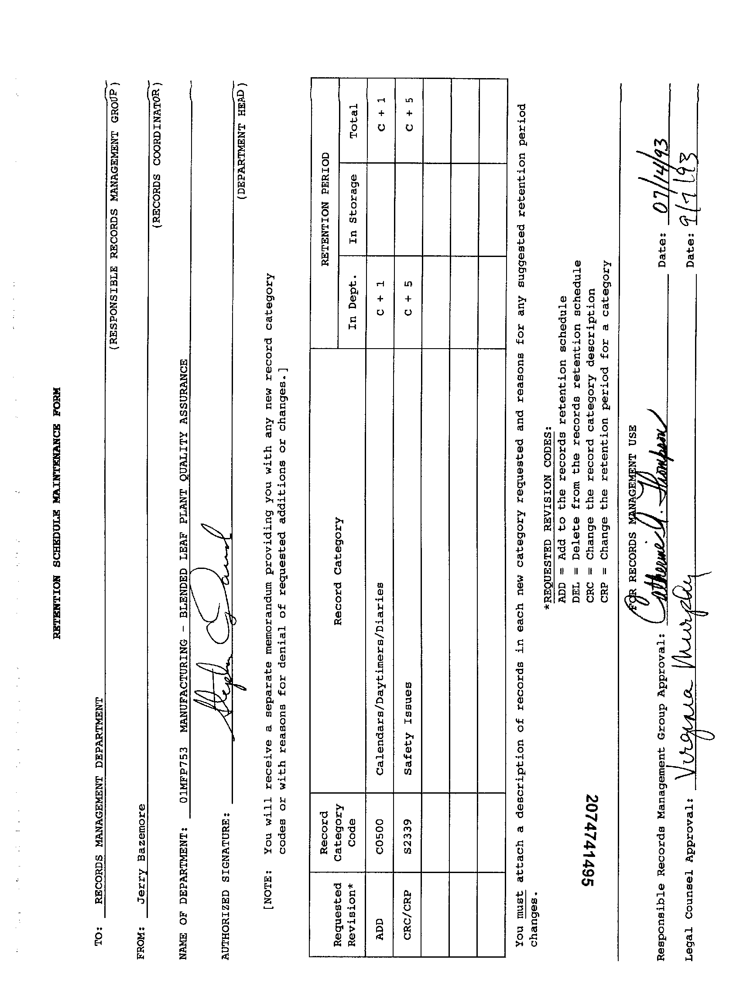 RETENTION SCHEDULE MAINTENANCE FORM
TO: RECORDS MANAGEMENT DEPARTMENT (RESPONSIBLE RECORDS MANAGEMENT GROUP)
FROM: Jerry Bazemore (RECORDS COORDINATOR)
NAME OF DEPARTMENT: 01MFP753 MANUFACTURING - BLENDED LEAF PLANT QUALITY ASSURANCE
AUTHORIZED SIGNATURE: (DEPARTMENT HEAD)
[NOTE: You will receive a separate memorandum providing you with any new record category
codes or with reasons for denial of requested additions or changes.]
Requested Revision* Record Category Code Record Category RETENTION PERIOD
In Dept. In Storage Total
ADD C0500 Calendars/Daytimers/Diaries C + 1 C + 1
CRC/CRP S2339 Safety Issues C + 5 C + 5
You must attach a description of records in each new category requested and reasons for any suggested retention period
changes.
*REQUESTED REVISION CODES:
ADD = Add to the records retention schedule
DEL = Delete from the records retention schedule
CRC = Change the record category description
CRP = Change the retention period for a category
2074741495
FOR RECORDS MANAGEMENT USE
Responsible Records Management Group Approval: Catherine Y. Thompson Date: 07/14/93
Legal Counsel Approval: Virginia Murphy Date: 9/7/93